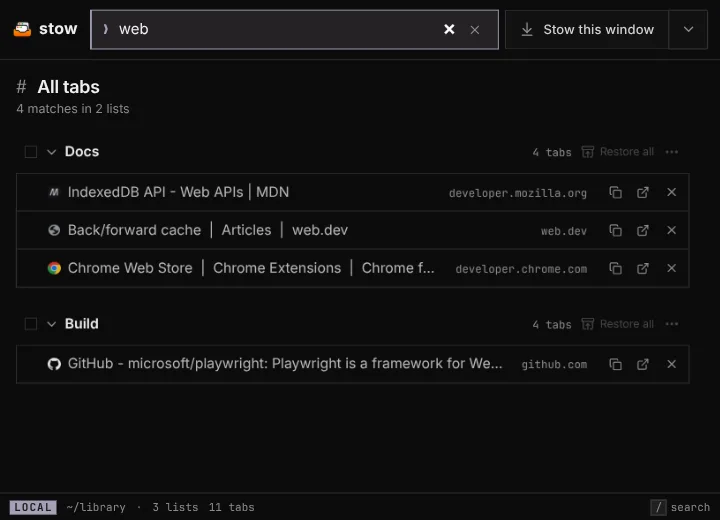 stow
❯ web
Stow this window
# All tabs
4 matches in 2 lists
Docs 4 tabs Restore all ···
IndexedDB API - Web APIs | MDN developer.mozilla.org
Back/forward cache | Articles | web.dev web.dev
Chrome Web Store | Chrome Extensions | Chrome f... developer.chrome.com
Build 4 tabs Restore all ···
GitHub - microsoft/playwright: Playwright is a framework for We... github.com
LOCAL ~/library · 3 lists 11 tabs / search